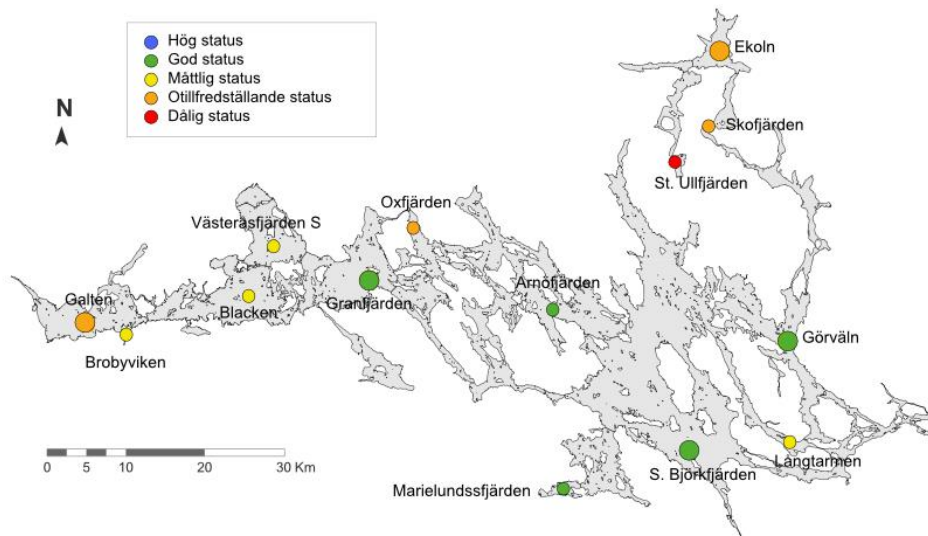 Hög status
God status
Måttlig status
Otillfredställande status
Dålig status
N
Ekoln
Skofjärden
St. Ullfjärden
Oxfjärden
Västeräsfjärden S
Arnöfjärden
Granfjärden
Blacken
Galten
Görväln
Brobyviken
Långtarmen
S. Björkfjärden
Marielundssfjärden
0 5 10 20 30 Km